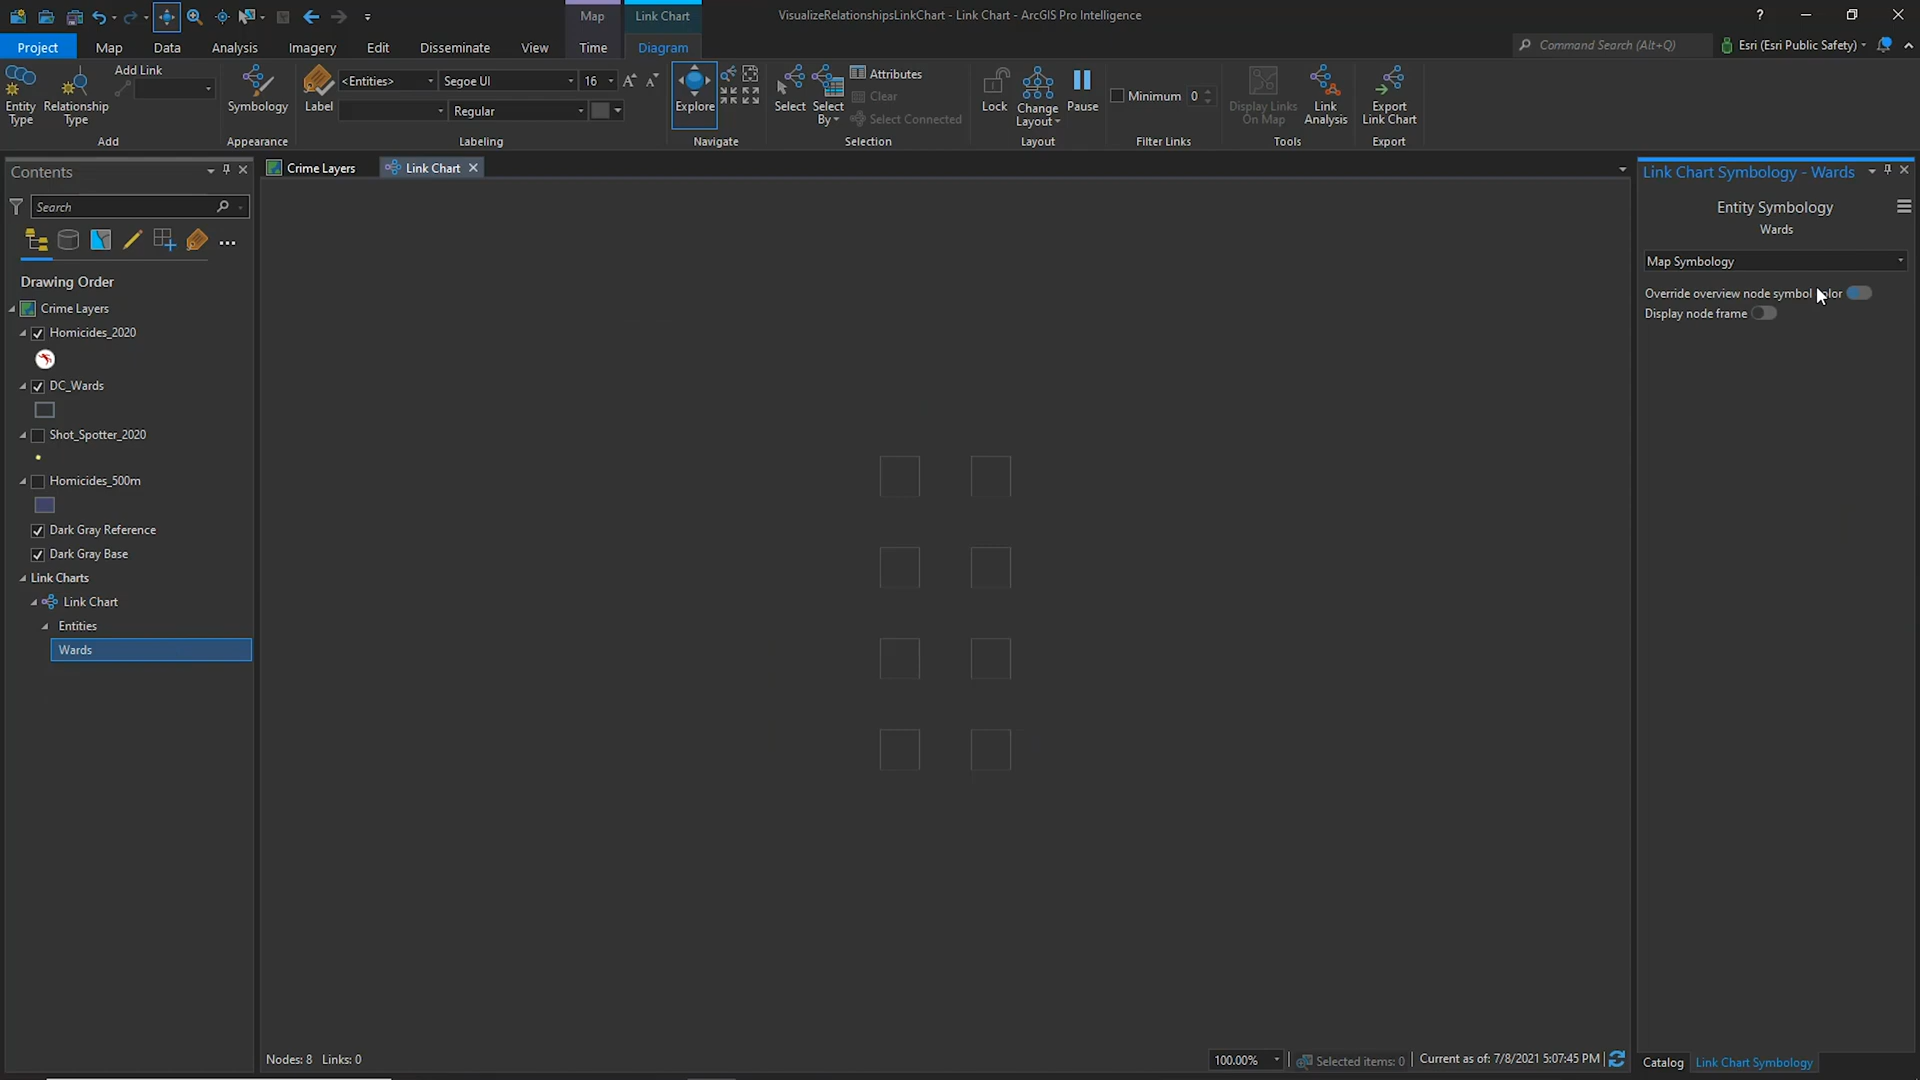 Map
Link Chart
VisualizeRelationshipsLinkChart - Link Chart - ArcGIS Pro Intelligence
?
Project
Map
Data
Analysis
Imagery
Edit
Disseminate
View
Time
Diagram
Command Search (Alt+Q)
Esri (Esri Public Safety)
Entity
Type
Relationship
Type
Add Link
Symbology
Label
<Entities>
Segoe UI
16
A
A
Regular
Explore
Select
Select
By
Attributes
Clear
Select Connected
Lock
Change
Layout
Pause
Minimum 0
Display Links
On Map
Link
Analysis
Export
Link Chart
Add
Appearance
Labeling
Navigate
Selection
Layout
Filter Links
Tools
Export
Contents
Search
Drawing Order
Crime Layers
Homicides_2020
DC_Wards
Shot_Spotter_2020
Homicides_500m
Dark Gray Reference
Dark Gray Base
Link Charts
Link Chart
Entities
Wards
Crime Layers
Link Chart
Nodes: 8 Links: 0
100.00%
Selected items: 0
Current as of: 7/8/2021 5:07:45 PM
Link Chart Symbology - Wards
Entity Symbology
Wards
Map Symbology
Override overview node symbol
Display node frame
Catalog
Link Chart Symbology